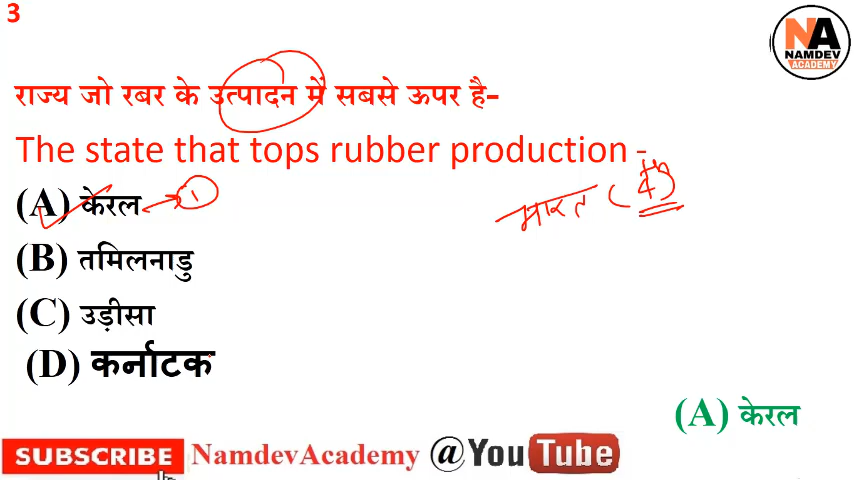 3
NA
NAMDEV
ACADEMY
राज्य जो रबर के उत्पादन में सबसे ऊपर है-
The state that tops rubber production -
(A) केरल
1
भारत
(B) तमिलनाडु
(C) उड़ीसा
(D) कर्नाटक
(A) केरल
SUBSCRIBE NamdevAcademy @YouTube